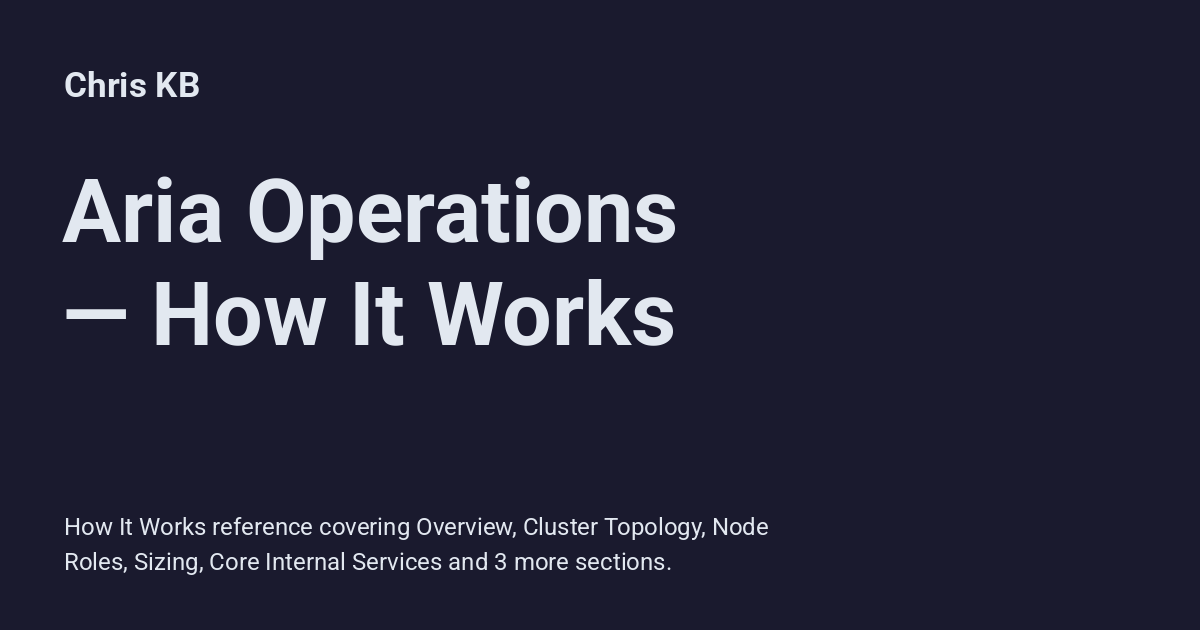 Chris KB
Aria Operations
— How It Works
How It Works reference covering Overview, Cluster Topology, Node
Roles, Sizing, Core Internal Services and 3 more sections.